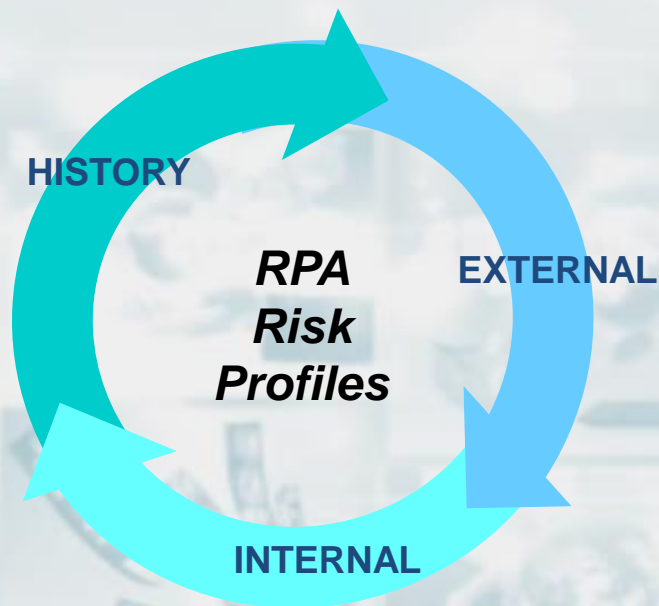 HISTORY
RPA
Risk
Profiles
EXTERNAL
INTERNAL